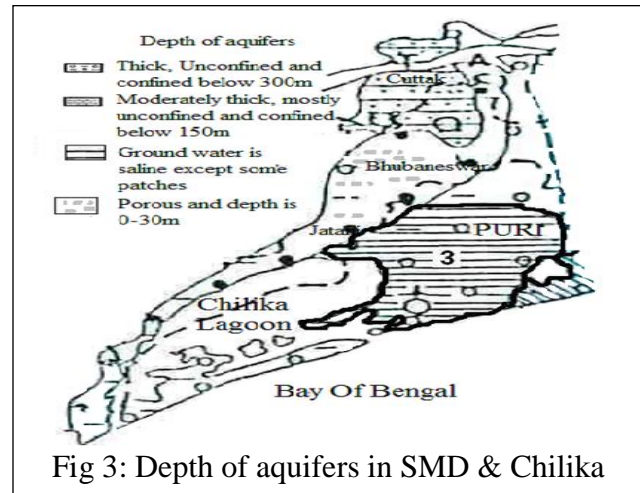 Depth of aquifers
Thick, Unconfined and
confined below 300m
Moderately thick, mostly
unconfined and confined
below 150m
Ground water is
saline except some
patches
Porous and depth is
0-30m
A
Cuttak
C
7
Bhubaneswar
Jatani
PURI
3
Chilika
Lagoon
Bay Of Bengal
Fig 3: Depth of aquifers in SMD & Chilika